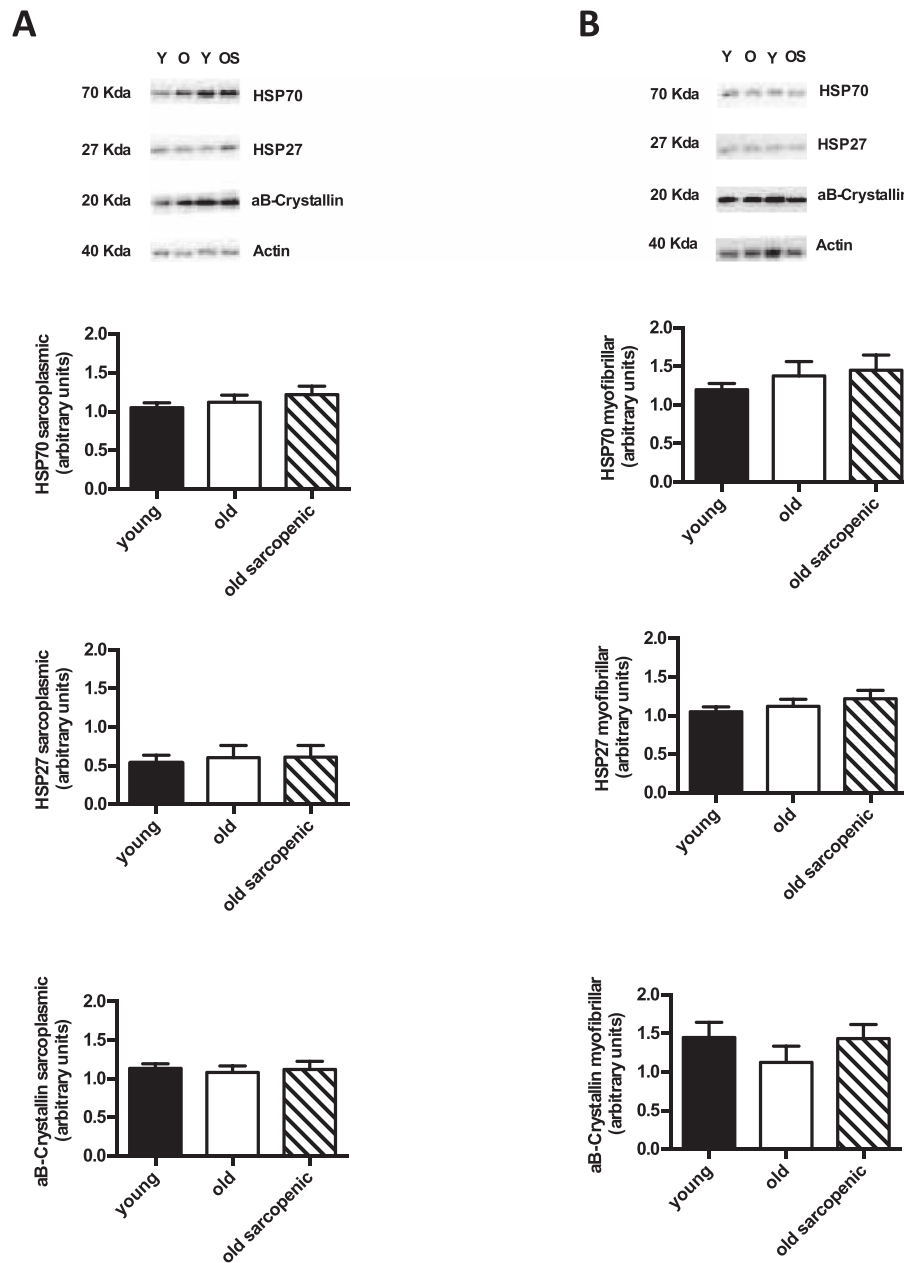 A
Y O Y OS
70 Kda HSP70
27 Kda HSP27
20 Kda aB-Crystallin
40 Kda Actin
HSP70 sarcoplasmic
(arbitrary units)
2.0
1.5
1.0
0.5
0.0
young
old
old sarcopenic
HSP27 sarcoplasmic
(arbitrary units)
2.0
1.5
1.0
0.5
0.0
young
old
old sarcopenic
aB-Crystallin sarcoplasmic
(arbitrary units)
2.0
1.5
1.0
0.5
0.0
young
old
old sarcopenic
B
Y O Y OS
70 Kda HSP70
27 Kda HSP27
20 Kda aB-Crystallin
40 Kda Actin
HSP70 myofibrillar
(arbitrary units)
2.0
1.5
1.0
0.5
0.0
young
old
old sarcopenic
HSP27 myofibrillar
(arbitrary units)
2.0
1.5
1.0
0.5
0.0
young
old
old sarcopenic
aB-Crystallin myofibrillar
(arbitrary units)
2.0
1.5
1.0
0.5
0.0
young
old
old sarcopenic